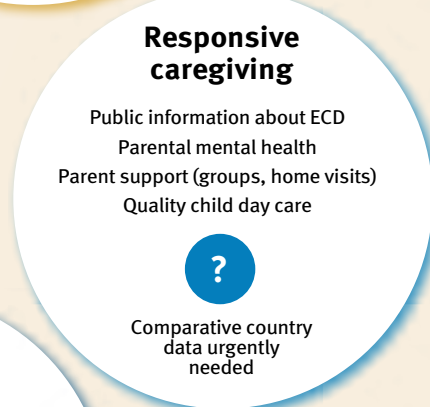 Responsive
caregiving
Public information about ECD
Parental mental health
Parent support (groups, home visits)
Quality child day care
?
Comparative country
data urgently
needed